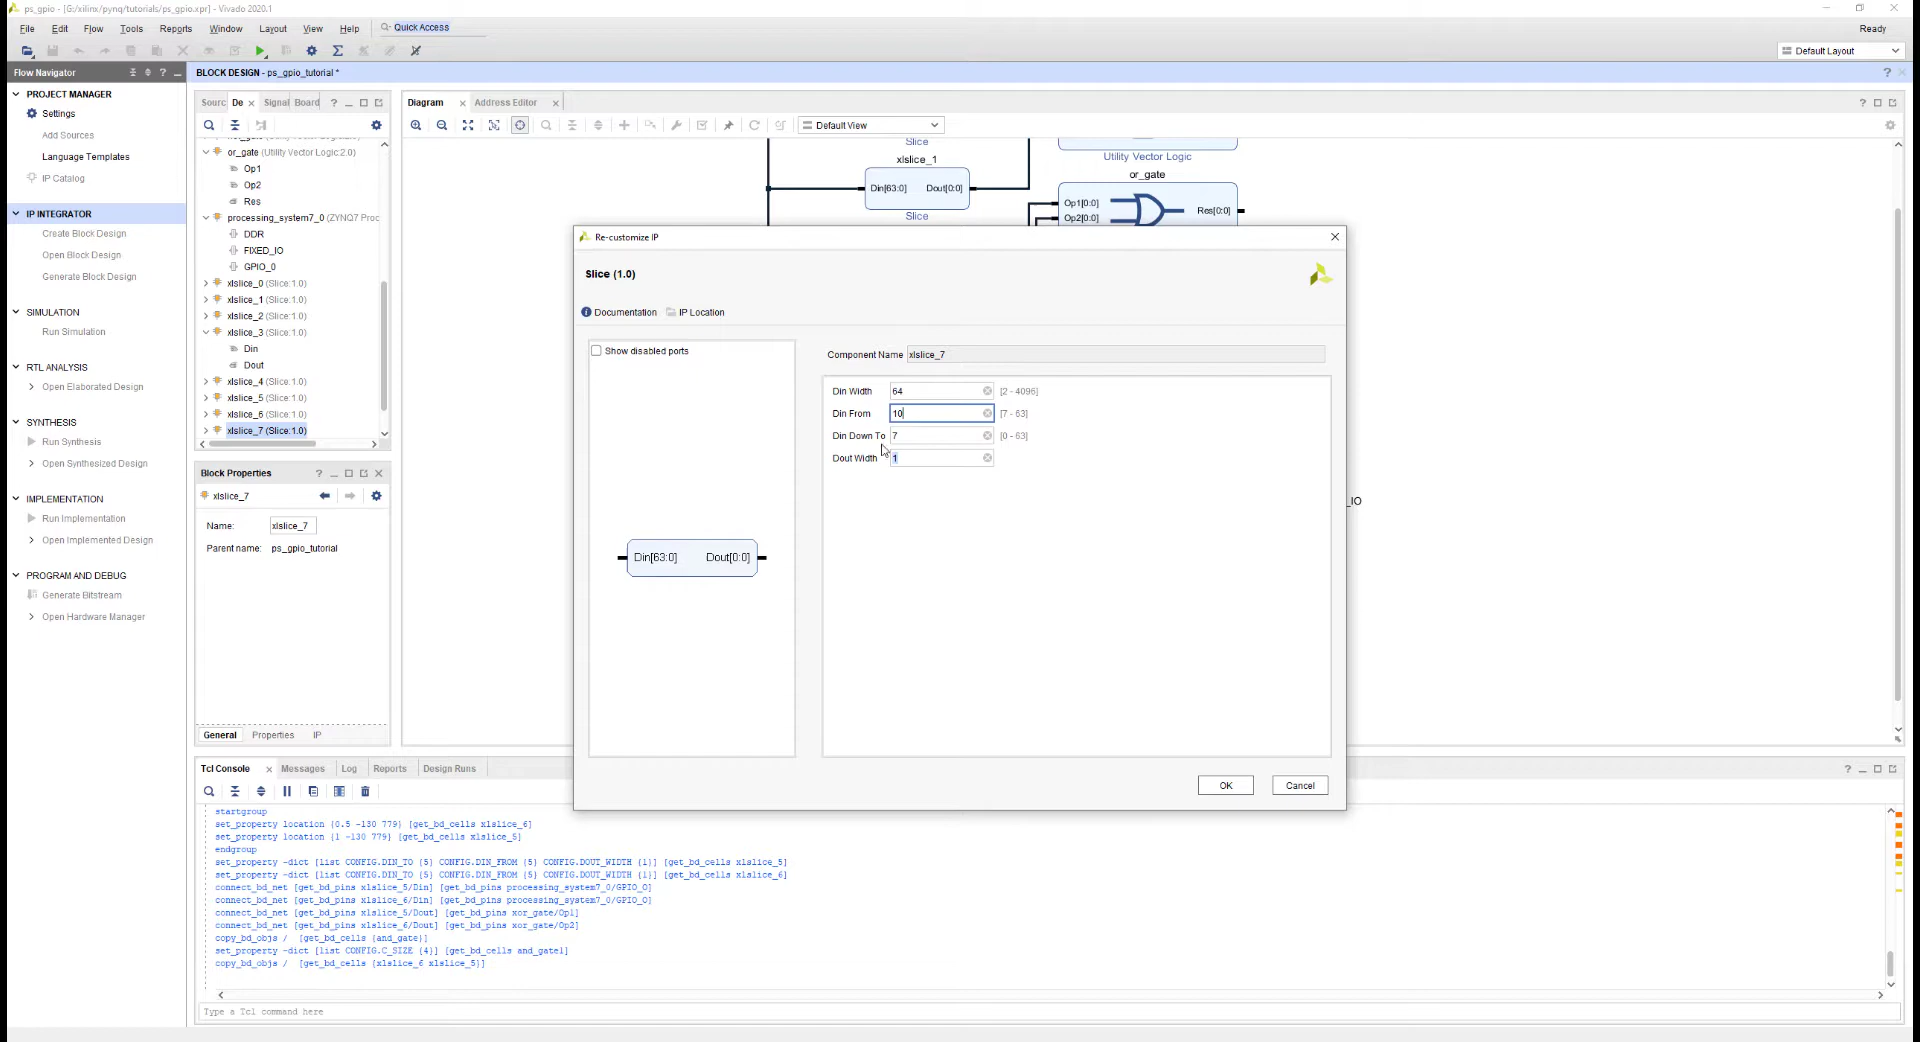 ps_gpio - [G:/xilinx/pynq/tutorials/ps_gpio.xpr] - Vivado 2020.1
File Edit Flow Tools Reports Window Layout View Help Quick Access
Ready
Default Layout
Flow Navigator
PROJECT MANAGER
Settings
Add Sources
Language Templates
IP Catalog
IP INTEGRATOR
Create Block Design
Open Block Design
Generate Block Design
SIMULATION
Run Simulation
RTL ANALYSIS
Open Elaborated Design
SYNTHESIS
Run Synthesis
Open Synthesized Design
IMPLEMENTATION
Run Implementation
Open Implemented Design
PROGRAM AND DEBUG
Generate Bitstream
Open Hardware Manager
BLOCK DESIGN - ps_gpio_tutorial *
Sourc De Signal Board
or_gate (Utility Vector Logic:2.0)
Op1
Op2
Res
processing_system7_0 (ZYNQ7 Proc
DDR
FIXED_IO
GPIO_0
xlslice_0 (Slice:1.0)
xlslice_1 (Slice:1.0)
xlslice_2 (Slice:1.0)
xlslice_3 (Slice:1.0)
Din
Dout
xlslice_4 (Slice:1.0)
xlslice_5 (Slice:1.0)
xlslice_6 (Slice:1.0)
xlslice_7 (Slice:1.0)
Block Properties
xlslice_7
Name: xlslice_7
Parent name: ps_gpio_tutorial
General Properties IP
Diagram Address Editor
Default View
Slice
xlslice_1
Din[63:0] Dout[0:0]
Slice
Utility Vector Logic
or_gate
Op1[0:0]
Op2[0:0]
Res[0:0]
_IO
Re-customize IP
Slice (1.0)
Documentation IP Location
Show disabled ports
Din[63:0] Dout[0:0]
Component Name xlslice_7
Din Width 64 [2 - 4096]
Din From 10 [7 - 63]
Din Down To 7 [0 - 63]
Dout Width 1
OK Cancel
Tcl Console Messages Log Reports Design Runs
startgroup
set_property location {0.5 -130 779} [get_bd_cells xlslice_6]
set_property location {1 -130 779} [get_bd_cells xlslice_5]
endgroup
set_property -dict [list CONFIG.DIN_TO {5} CONFIG.DIN_FROM {5} CONFIG.DOUT_WIDTH {1}] [get_bd_cells xlslice_5]
set_property -dict [list CONFIG.DIN_TO {5} CONFIG.DIN_FROM {5} CONFIG.DOUT_WIDTH {1}] [get_bd_cells xlslice_6]
connect_bd_net [get_bd_pins xlslice_5/Din] [get_bd_pins processing_system7_0/GPIO_O]
connect_bd_net [get_bd_pins xlslice_6/Din] [get_bd_pins processing_system7_0/GPIO_O]
connect_bd_net [get_bd_pins xlslice_5/Dout] [get_bd_pins xor_gate/Op1]
connect_bd_net [get_bd_pins xlslice_6/Dout] [get_bd_pins xor_gate/Op2]
copy_bd_objs / [get_bd_cells {and_gate}]
set_property -dict [list CONFIG.C_SIZE {4}] [get_bd_cells and_gate1]
copy_bd_objs / [get_bd_cells {xlslice_6 xlslice_5}]
Type a Tcl command here